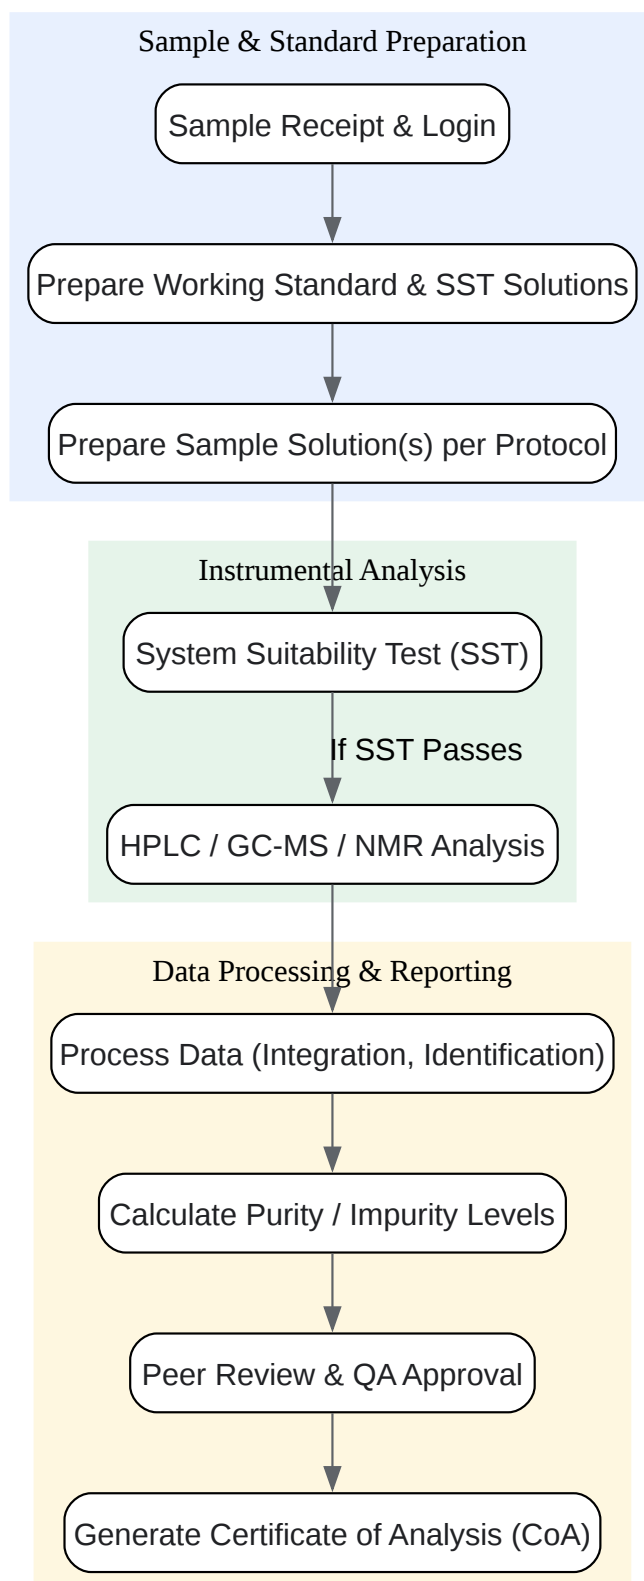 Sample & Standard Preparation
Sample Receipt & Login
Prepare Working Standard & SST Solutions
Prepare Sample Solution(s) per Protocol
Instrumental Analysis
System Suitability Test (SST)
If SST Passes
HPLC / GC-MS / NMR Analysis
Data Processing & Reporting
Process Data (Integration, Identification)
Calculate Purity / Impurity Levels
Peer Review & QA Approval
Generate Certificate of Analysis (CoA)